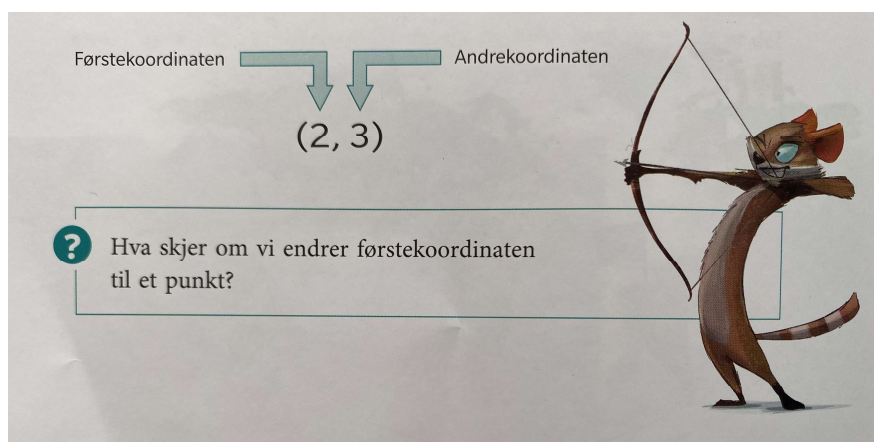 Førstekoordinaten Andrekoordinaten
(2, 3)
?
Hva skjer om vi endrer førstekoordinaten
til et punkt?